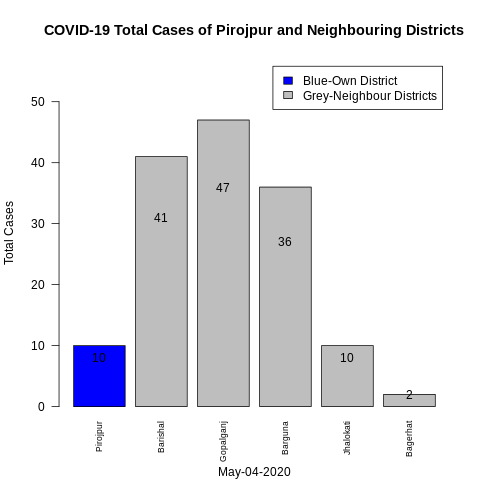 COVID-19 Total Cases of Pirojpur and Neighbouring Districts
Blue-Own District
Grey-Neighbour Districts
Total Cases
50
40
30
20
10
0
10
41
47
36
10
2
Pirojpur
Barishal
Gopalganj
Barguna
Jhalokati
Bagerhat
May-04-2020